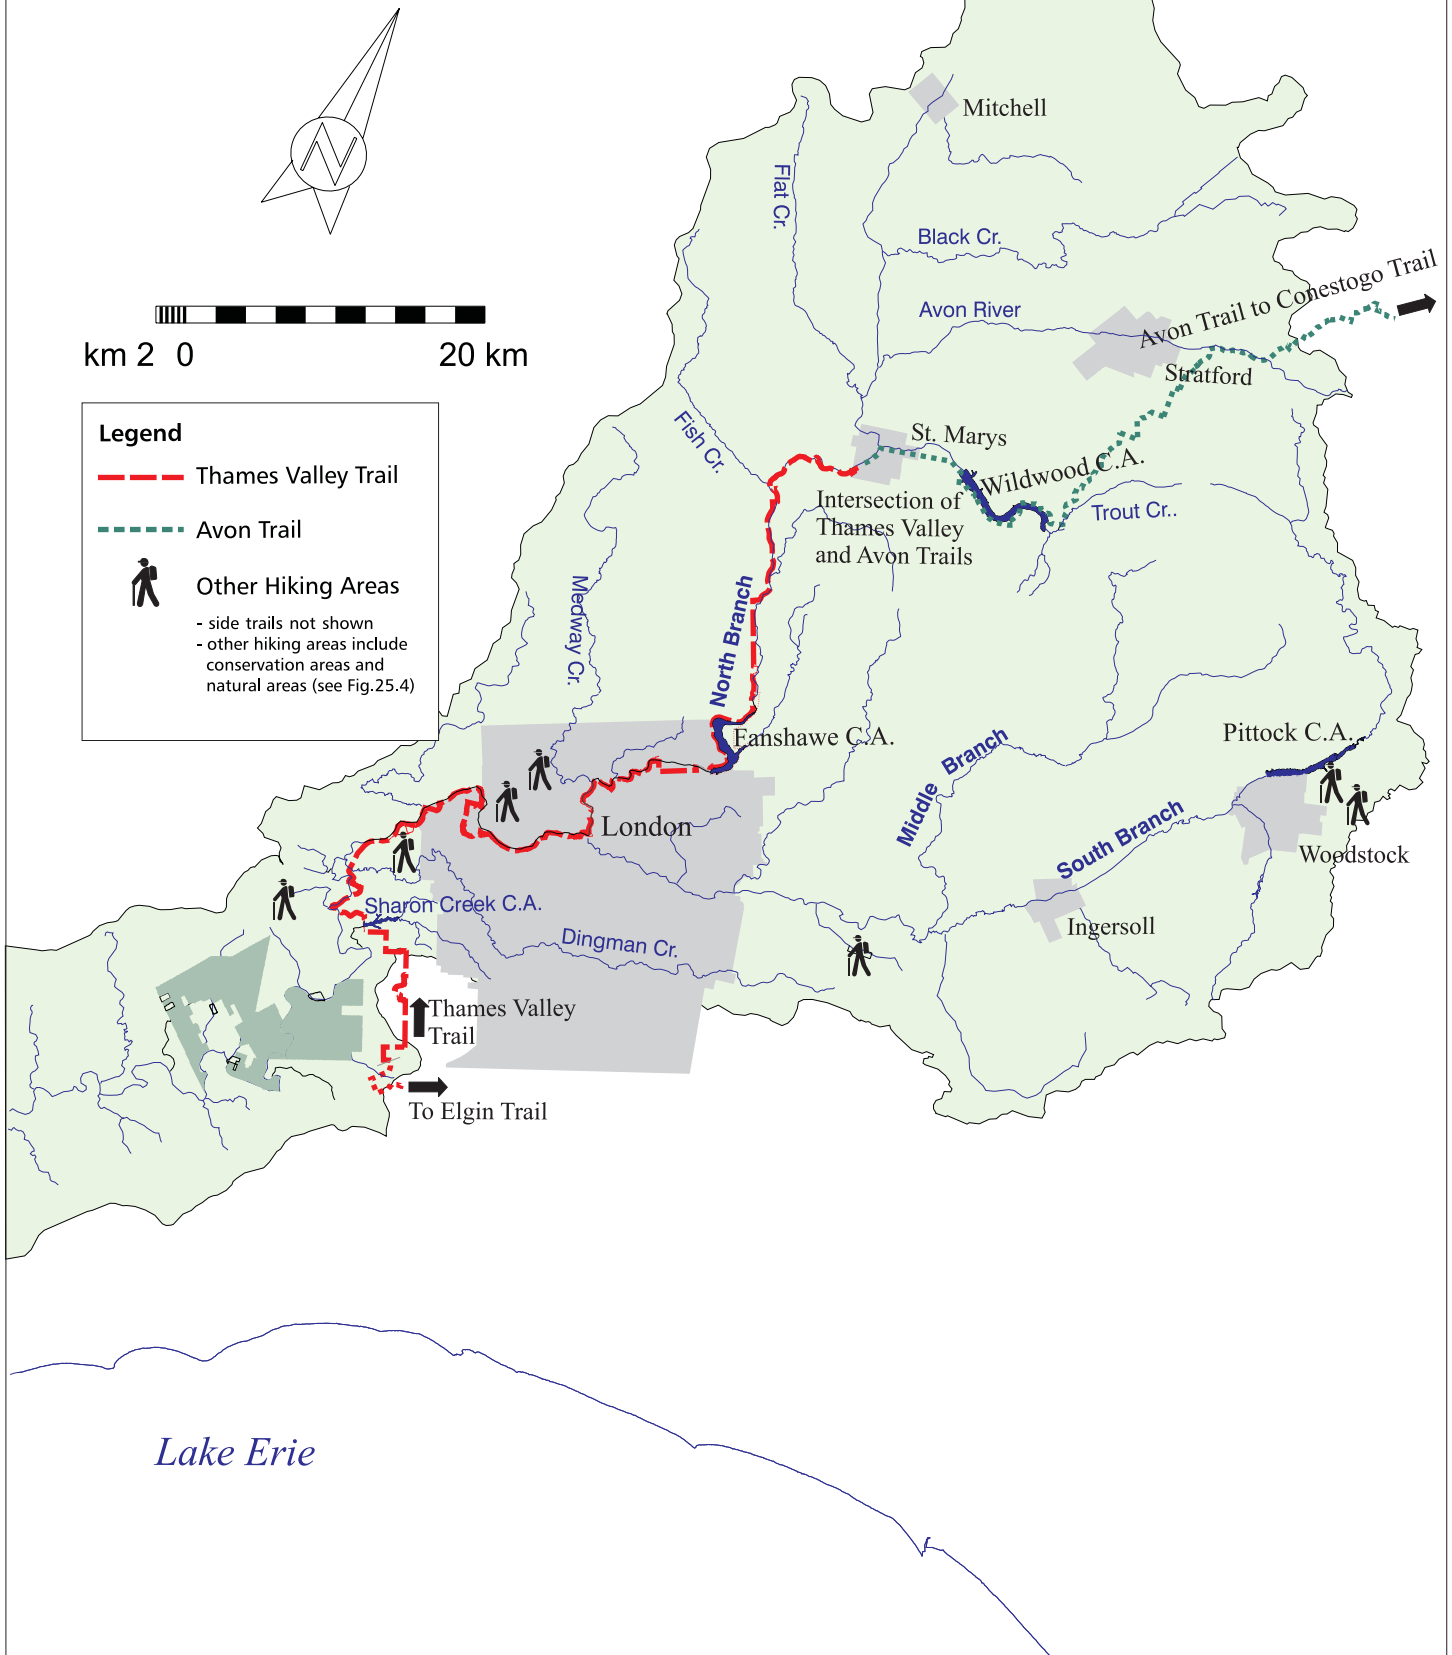 Mitchell
Flat Cr.
Black Cr.
Avon Trail to Conestogo Trail
Avon River
N
km 2 0 20 km
Stratford
Legend
Thames Valley Trail
Avon Trail
Other Hiking Areas
- side trails not shown
- other hiking areas include
conservation areas and
natural areas (see Fig.25.4)
Fish Cr.
St. Marys
Wildwood C.A.
Intersection of
Thames Valley
and Avon Trails
Trout Cr..
Medway Cr.
North Branch
Fanshawe C.A.
Middle Branch
Pittock C.A.
South Branch
London
Woodstock
Sharon Creek C.A.
Dingman Cr.
Ingersoll
Thames Valley
Trail
To Elgin Trail
Lake Erie